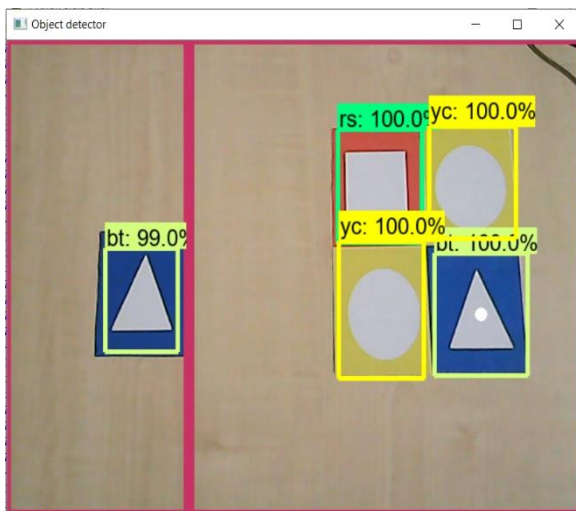 Object detector
rs: 100.0%
yc: 100.0%
bt: 99.0%
yc: 100.0%
bt: 100.0%